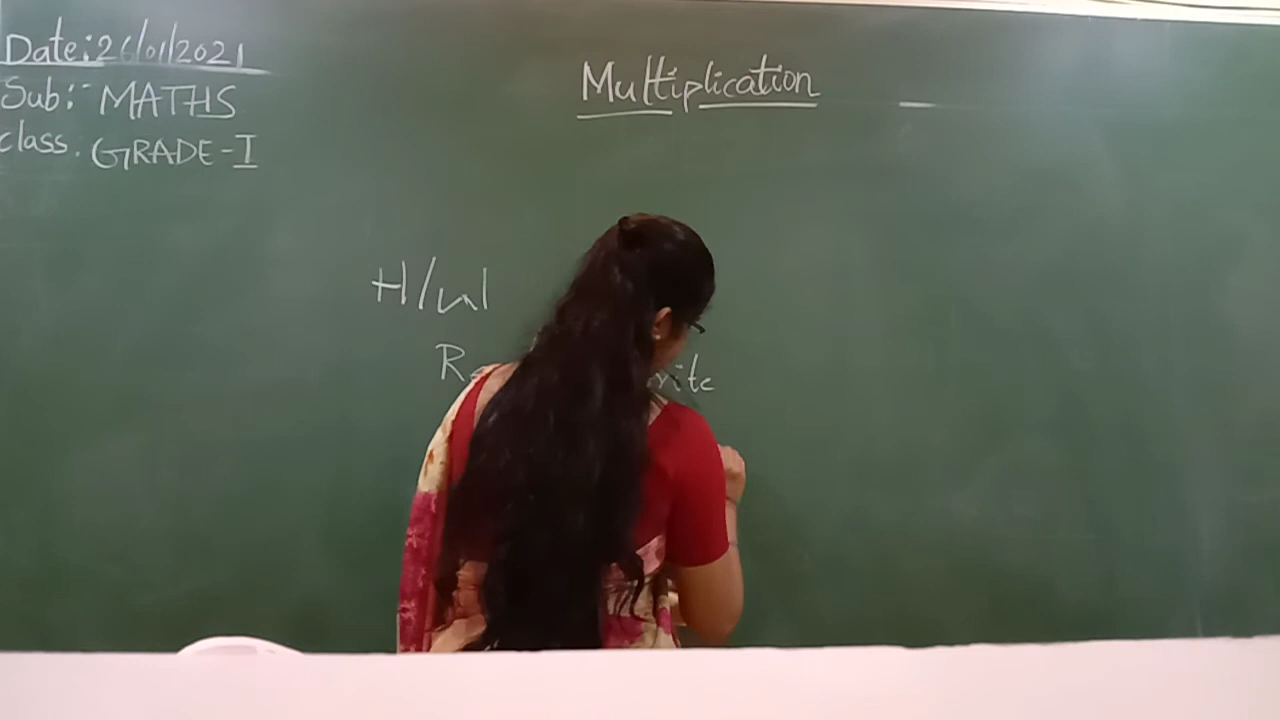 Date: 26/01/2021
Sub:- MATHS
class. GRADE-I
Multiplication
H/w